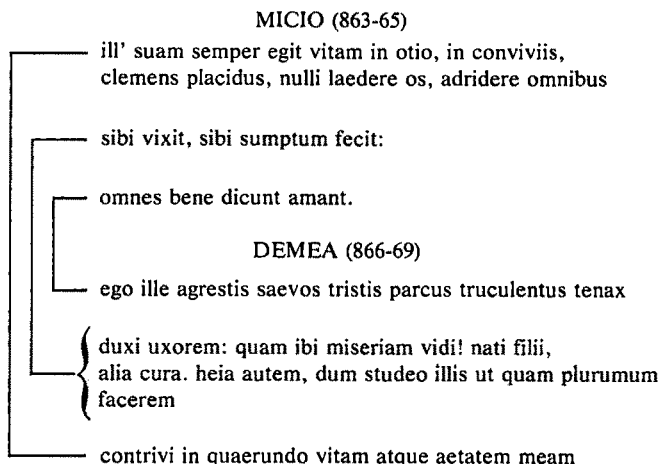 MICIO (863-65)
ill' suam semper egit vitam in otio, in conviviis,
clemens placidus, nulli laedere os, adridere omnibus
sibi vixit, sibi sumptum fecit:
omnes bene dicunt amant.
DEMEA (866-69)
ego ille agrestis saevos tristis parcus truculentus tenax
duxi uxorem: quam ibi miseriam vidi! nati filii,
alia cura. heia autem, dum studeo illis ut quam plurumum
facerem
contrivi in quaerundo vitam atque aetatem meam